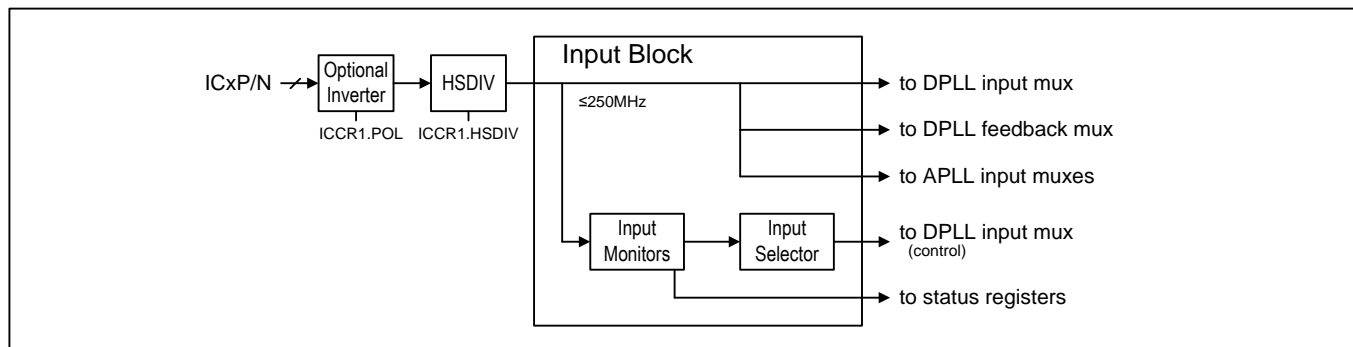 Input Block
ICxP/N
Optional
Inverter
HSDIV
to DPLL input mux
≤250MHz
ICCR1.POL
ICCR1.HSDIV
to DPLL feedback mux
to APLL input muxes
Input
Monitors
Input
Selector
to DPLL input mux
(control)
to status registers